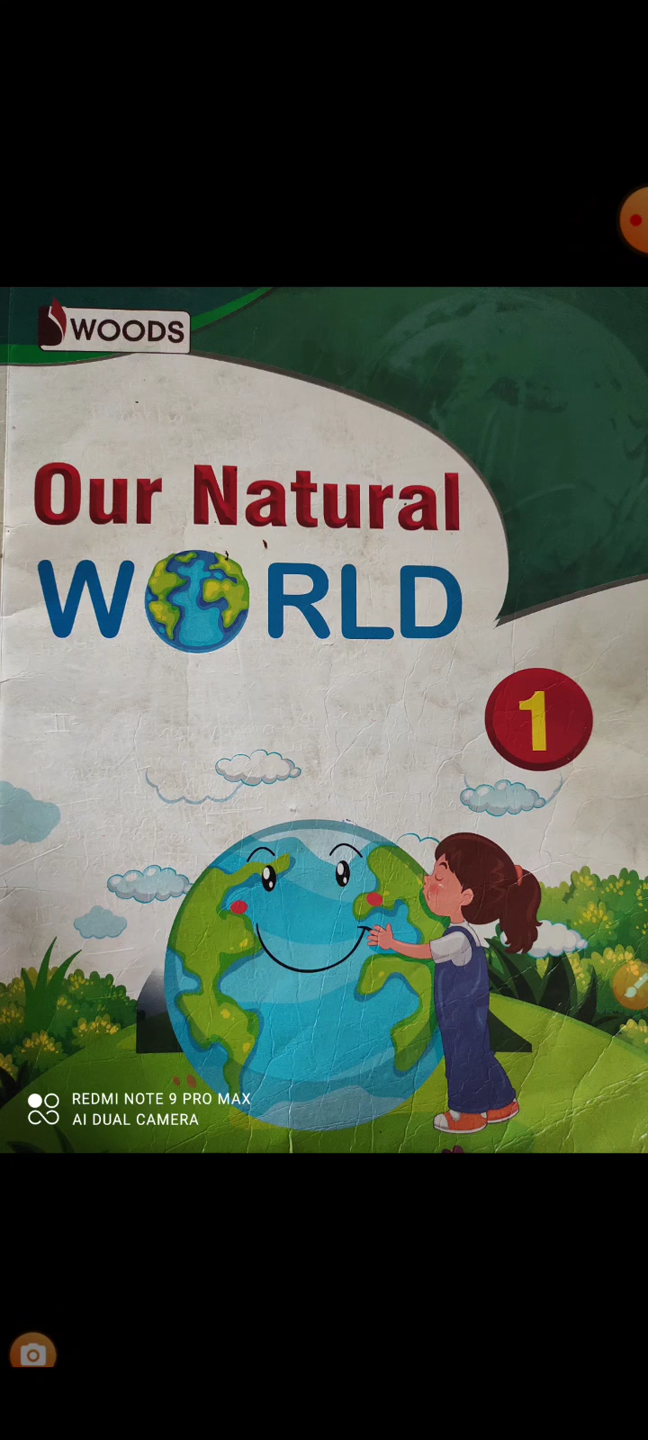 WOODS
Our Natural
WORLD
1
REDMI NOTE 9 PRO MAX
AI DUAL CAMERA